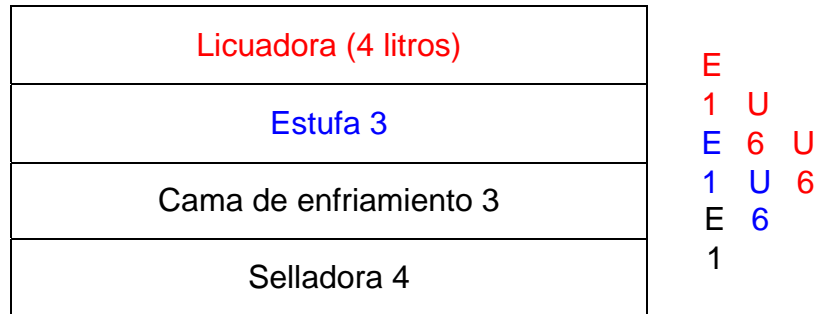 Licuadora (4 litros)
Estufa 3
Cama de enfriamiento 3
Selladora 4
E
1 U
E 6 U
1 U 6
E 6
1